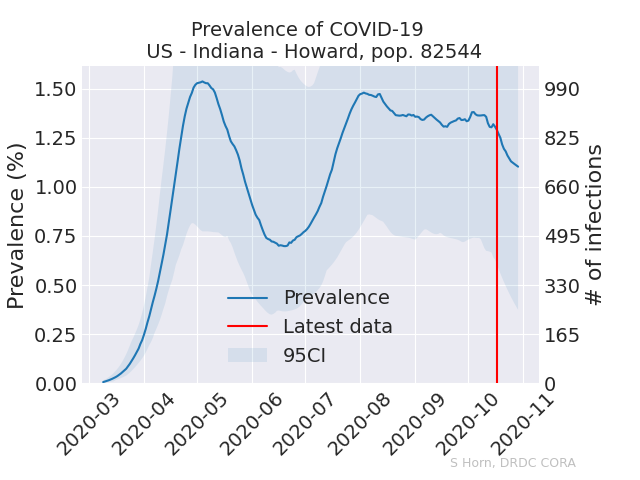 Prevalence of COVID-19
US - Indiana - Howard, pop. 82544
Prevalence (%)
1.50
1.25
1.00
0.75
0.50
0.25
0.00
990
825
660
495
330
165
0
# of infections
Prevalence
Latest data
95CI
2020-03
2020-04
2020-05
2020-06
2020-07
2020-08
2020-09
2020-10
2020-11
S Horn, DRDC CORA